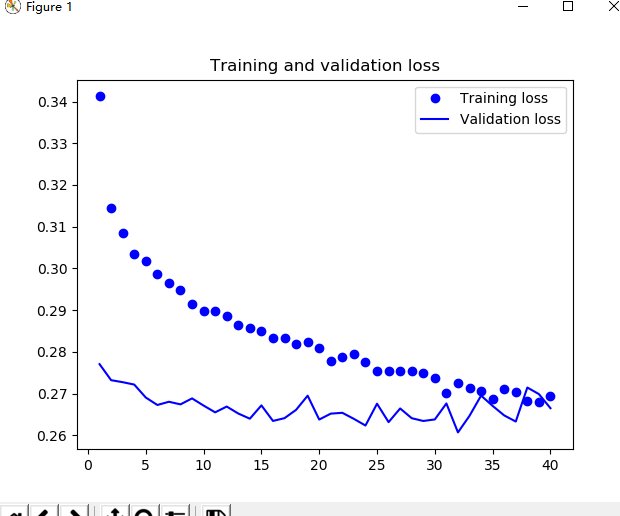 Figure 1
Training and validation loss
Training loss
Validation loss
0.34
0.33
0.32
0.31
0.30
0.29
0.28
0.27
0.26
0 5 10 15 20 25 30 35 40